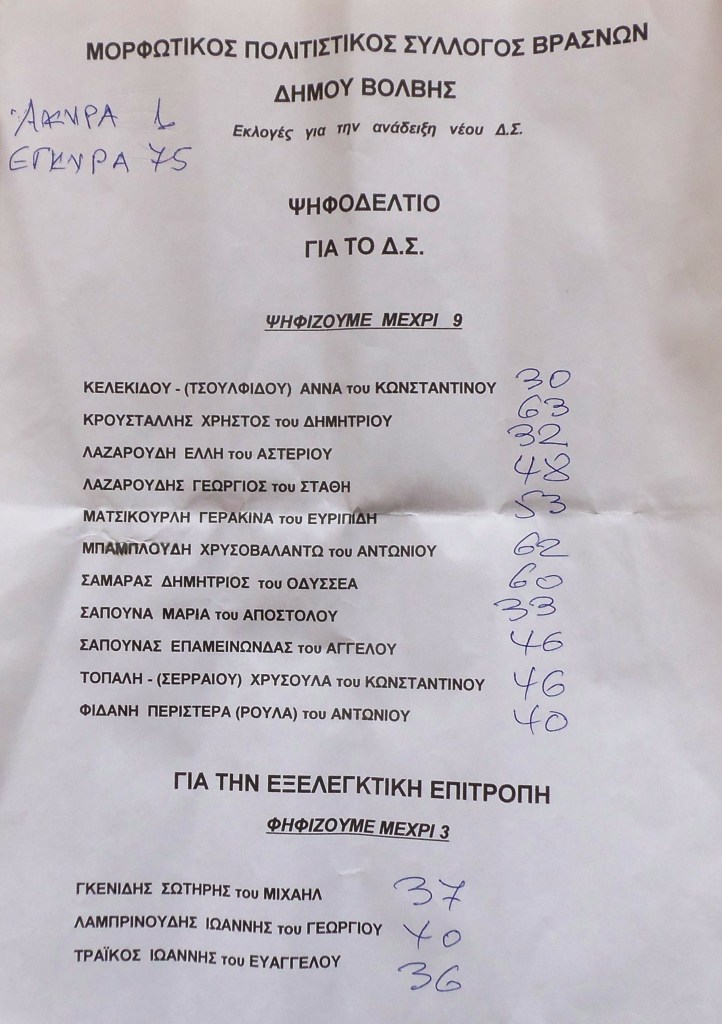 ΜΟΡΦΩΤΙΚΟΣ ΠΟΛΙΤΙΣΤΙΚΟΣ ΣΥΛΛΟΓΟΣ ΒΡΑΣΝΩΝ
ΔΗΜΟΥ ΒΟΛΒΗΣ
ΆΚΥΡΑ 1
Εκλογές για την ανάδειξη νέου Δ.Σ.
ΕΓΚΥΡΑ 75
ΨΗΦΟΔΕΛΤΙΟ
ΓΙΑ ΤΟ Δ.Σ.
ΨΗΦΙΖΟΥΜΕ ΜΕΧΡΙ 9
ΚΕΛΕΚΙΔΟΥ - (ΤΣΟΥΛΦΙΔΟΥ) ΑΝΝΑ του ΚΩΝΣΤΑΝΤΙΝΟΥ 30
ΚΡΟΥΣΤΑΛΛΗΣ ΧΡΗΣΤΟΣ του ΔΗΜΗΤΡΙΟΥ 63
ΛΑΖΑΡΟΥΔΗ ΕΛΛΗ του ΑΣΤΕΡΙΟΥ 32
ΛΑΖΑΡΟΥΔΗΣ ΓΕΩΡΓΙΟΣ του ΣΤΑΘΗ 48
ΜΑΤΣΙΚΟΥΡΛΗ ΓΕΡΑΚΙΝΑ του ΕΥΡΙΠΙΔΗ 53
ΜΠΑΜΠΛΟΥΔΗ ΧΡΥΣΟΒΑΛΑΝΤΩ του ΑΝΤΩΝΙΟΥ 62
ΣΑΜΑΡΑΣ ΔΗΜΗΤΡΙΟΣ του ΟΔΥΣΣΕΑ 60
ΣΑΠΟΥΝΑ ΜΑΡΙΑ του ΑΠΟΣΤΟΛΟΥ 33
ΣΑΠΟΥΝΑΣ ΕΠΑΜΕΙΝΩΝΔΑΣ του ΑΓΓΕΛΟΥ 46
ΤΟΠΑΛΗ - (ΣΕΡΡΑΙΟΥ) ΧΡΥΣΟΥΛΑ του ΚΩΝΣΤΑΝΤΙΝΟΥ 46
ΦΙΔΑΝΗ ΠΕΡΙΣΤΕΡΑ (ΡΟΥΛΑ) του ΑΝΤΩΝΙΟΥ 40
ΓΙΑ ΤΗΝ ΕΞΕΛΕΓΚΤΙΚΗ ΕΠΙΤΡΟΠΗ
ΦΗΦΙΖΟΥΜΕ ΜΕΧΡΙ 3
ΓΚΕΝΙΔΗΣ ΣΩΤΗΡΗΣ του ΜΙΧΑΗΛ 37
ΛΑΜΠΡΙΝΟΥΔΗΣ ΙΩΑΝΝΗΣ του ΓΕΩΡΓΙΟΥ 40
ΤΡΑΪΚΟΣ ΙΩΑΝΝΗΣ του ΕΥΑΓΓΕΛΟΥ 36